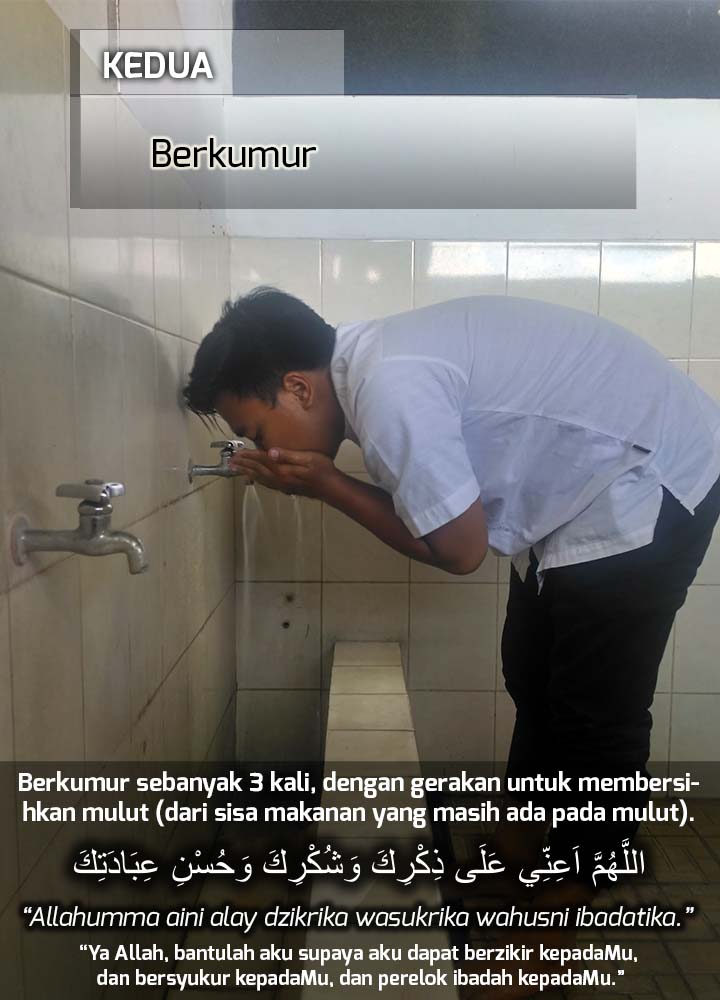 KEDUA
Berkumur
Berkumur sebanyak 3 kali, dengan gerakan untuk membersi-
hkan mulut (dari sisa makanan yang masih ada pada mulut).
اللَّهُمَّ اَعِنِّي عَلَى ذِكْرِكَ وَشُكْرِكَ وَحُسْنِ عِبَادَتِكَ
“Allahumma aini alay dzikrika wasukrika wahusni ibadatika.”
“Ya Allah, bantulah aku supaya aku dapat berzikir kepadaMu,
dan bersyukur kepadaMu, dan perelok ibadah kepadaMu.”